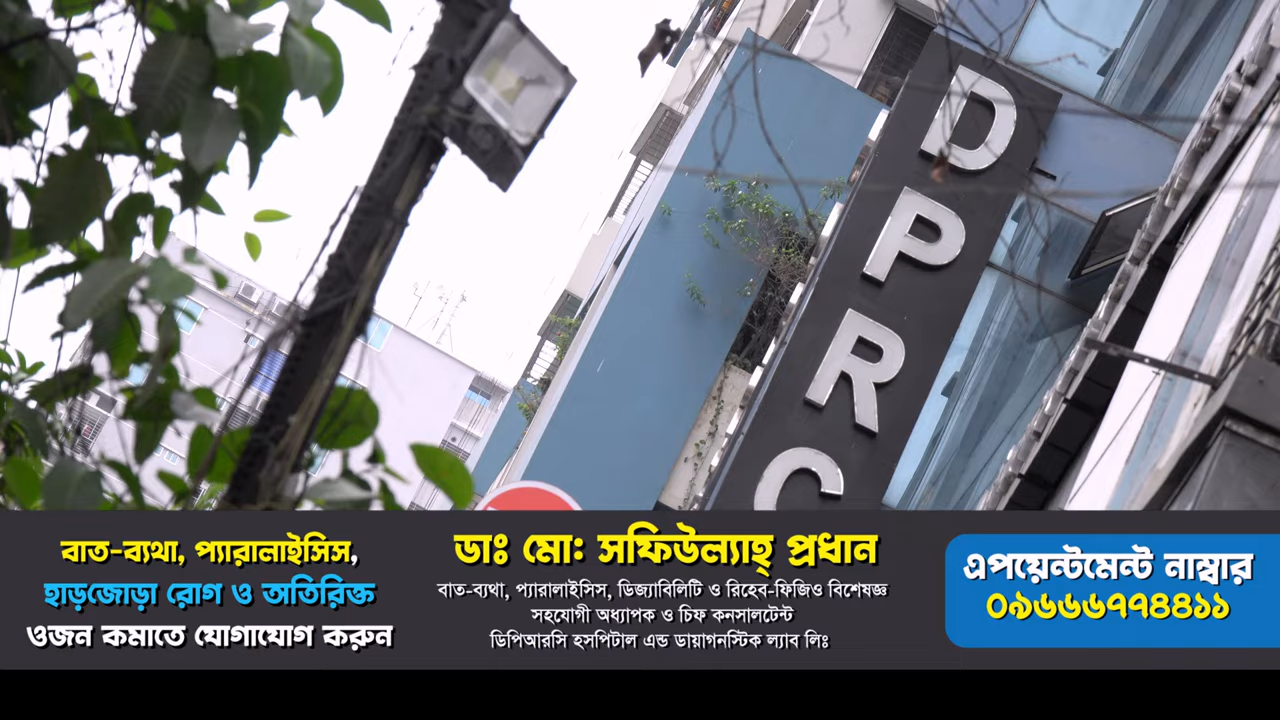 D
P
R
C
বাত-ব্যথা, প্যারালাইসিস,
হাড়জোড়া রোগ ও অতিরিক্ত
ওজন কমাতে যোগাযোগ করুন
ডাঃ মো: সফিউল্যাহ্ প্রধান
বাত-ব্যথা, প্যারালাইসিস, ডিজ্যাবিলিটি ও রিহেব-ফিজিও বিশেষজ্ঞ
সহযোগী অধ্যাপক ও চিফ কনসালটেন্ট
ডিপিআরসি হসপিটাল এন্ড ডায়াগনস্টিক ল্যাব লিঃ
এপয়েন্টমেন্ট নাম্বার
০৯৬৬৬৭৭৪৪১১